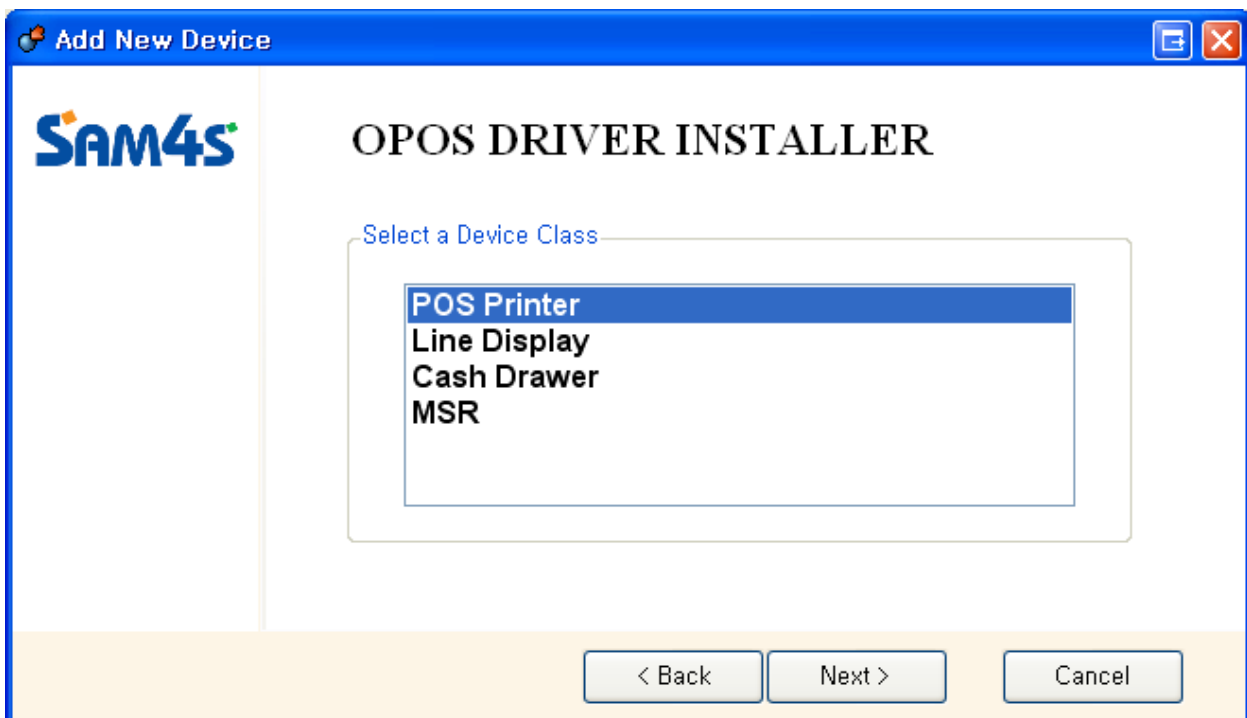 Add New Device
SAM4S
OPOS DRIVER INSTALLER
Select a Device Class
POS Printer
Line Display
Cash Drawer
MSR
< Back
Next >
Cancel